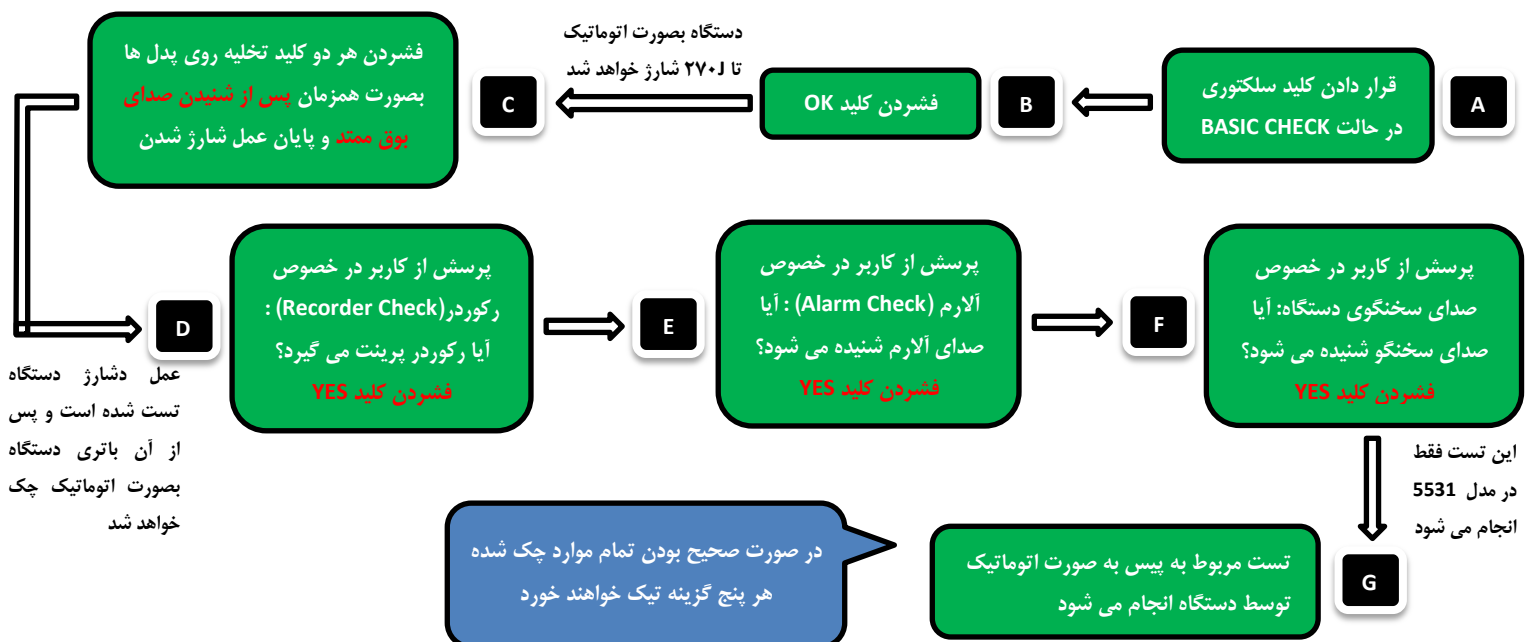 A
قرار دادن کلید سلکتوری
در حالت BASIC CHECK
B
فشردن کلید OK
دستگاه بصورت اتوماتیک
تا ۲۷۰J شارژ خواهد شد
C
فشردن هر دو کلید تخلیه روی پدل ها
بصورت همزمان پس از شنیدن صدای
بوق ممتد و پایان عمل شارژ شدن
D
عمل دشارژ دستگاه
تست شده است و پس
از آن باتری دستگاه
بصورت اتوماتیک چک
خواهد شد
پرسش از کاربر در خصوص
رکوردر(Recorder Check) :
آیا رکوردر پرینت می گیرد؟
فشردن کلید YES
E
پرسش از کاربر در خصوص
آلارم (Alarm Check) : آیا
صدای آلارم شنیده می شود؟
فشردن کلید YES
F
پرسش از کاربر در خصوص
صدای سخنگوی دستگاه: آیا
صدای سخنگو شنیده می شود؟
فشردن کلید YES
این تست فقط
در مدل 5531
انجام می شود
G
تست مربوط به پیس به صورت اتوماتیک
توسط دستگاه انجام می شود
در صورت صحیح بودن تمام موارد چک شده
هر پنج گزینه تیک خواهند خورد